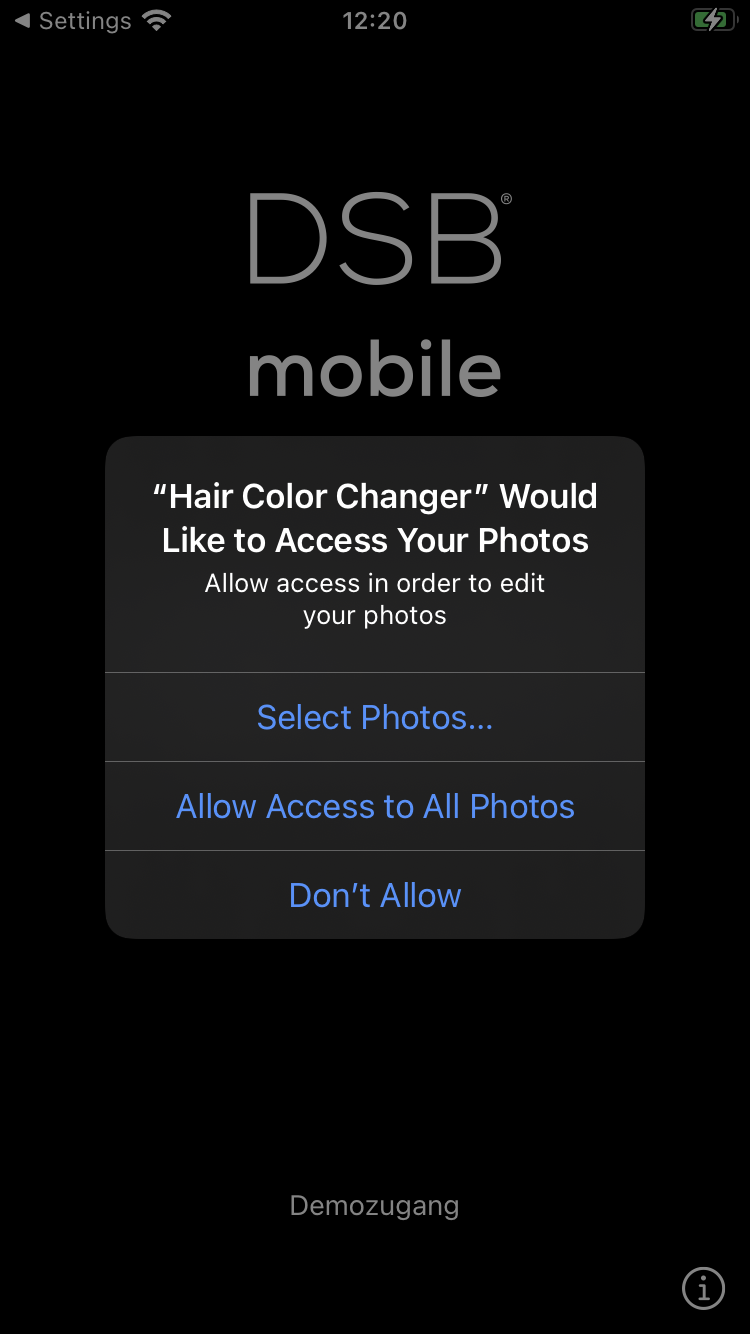 Settings
12:20
DSB®
mobile
“Hair Color Changer” Would
Like to Access Your Photos
Allow access in order to edit
your photos
Select Photos...
Allow Access to All Photos
Don’t Allow
Demozugang